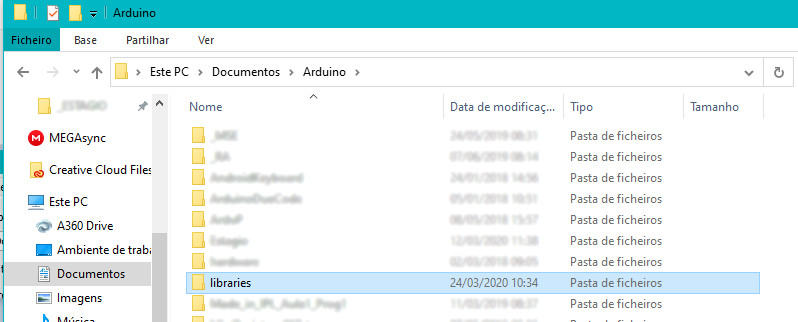 Arduino
Ficheiro Base Partilhar Ver
Este PC Documentos Arduino
Nome Data de modificaç... Tipo Tamanho
_ESTAGIO
MEGAsync
Creative Cloud Files
Este PC
A360 Drive
Ambiente de traba
Documentos
Imagens
Música
_MSE 24/05/2019 08:31 Pasta de ficheiros
_RA 07/06/2019 08:14 Pasta de ficheiros
AndroidKeyboard 24/01/2018 14:56 Pasta de ficheiros
ArduinoDueCode 05/01/2018 10:51 Pasta de ficheiros
08/05/2018 15:57 Pasta de ficheiros
Estagio 12/03/2020 11:38 Pasta de ficheiros
hardware 02/03/2018 09:05 Pasta de ficheiros
libraries 24/03/2020 10:34 Pasta de ficheiros
11/03/2019 08:37 Pasta de ficheiros